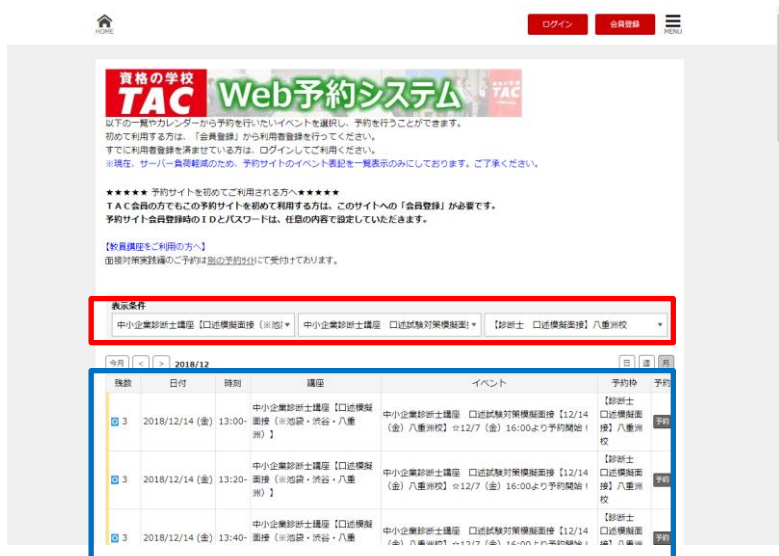 HOME
ログイン
会員登録
MENU
資格の学校
TAC
Web予約システム
TAC
以下の一覧やカレンダーから予約を行いたいイベントを選択し、予約を行うことができます。
初めて利用する方は、「会員登録」から利用者登録を行ってください。
すでに利用者登録を済ませている方は、ログインしてご利用ください。
※現在、サーバー負荷軽減のため、予約サイトのイベント表記を一覧表示のみにしております。ご了承ください。
★★★★★ 予約サイトを初めてご利用される方へ★★★★★
TAC会員の方でもこの予約サイトを初めて利用する方は、このサイトへの「会員登録」が必要です。
予約サイト会員登録時のIDとパスワードは、任意の内容で設定していただきます。
【教員講座をご利用の方へ】
面接対策実践編のご予約は別の予約サイトにて受付けております。
表示条件
中小企業診断士講座【口述模擬面接（※池 中小企業診断士講座 口述試験対策模擬面 【診断士 口述模擬面接】八重洲校
今月 < > 2018/12 日 週 月
残数 日付 時刻 講座 イベント 予約枠 予約
3 2018/12/14 (金) 13:00- 中小企業診断士講座【口述模擬面接（※池袋・渋谷・八重洲）】 中小企業診断士講座 口述試験対策模擬面接【12/14（金）八重洲校】☆12/7（金）16:00より予約開始！ 【診断士 口述模擬面接】八重洲校 予約
3 2018/12/14 (金) 13:20- 中小企業診断士講座【口述模擬面接（※池袋・渋谷・八重洲）】 中小企業診断士講座 口述試験対策模擬面接【12/14（金）八重洲校】☆12/7（金）16:00より予約開始！ 【診断士 口述模擬面接】八重洲校 予約
3 2018/12/14 (金) 13:40- 中小企業診断士講座【口述模擬面接（※池袋・渋谷・八重 中小企業診断士講座 口述試験対策模擬面接【12/14（金）八重洲校】☆12/7（金）16:00より予約開始！ 【診断士 口述模擬面接】八重洲 予約